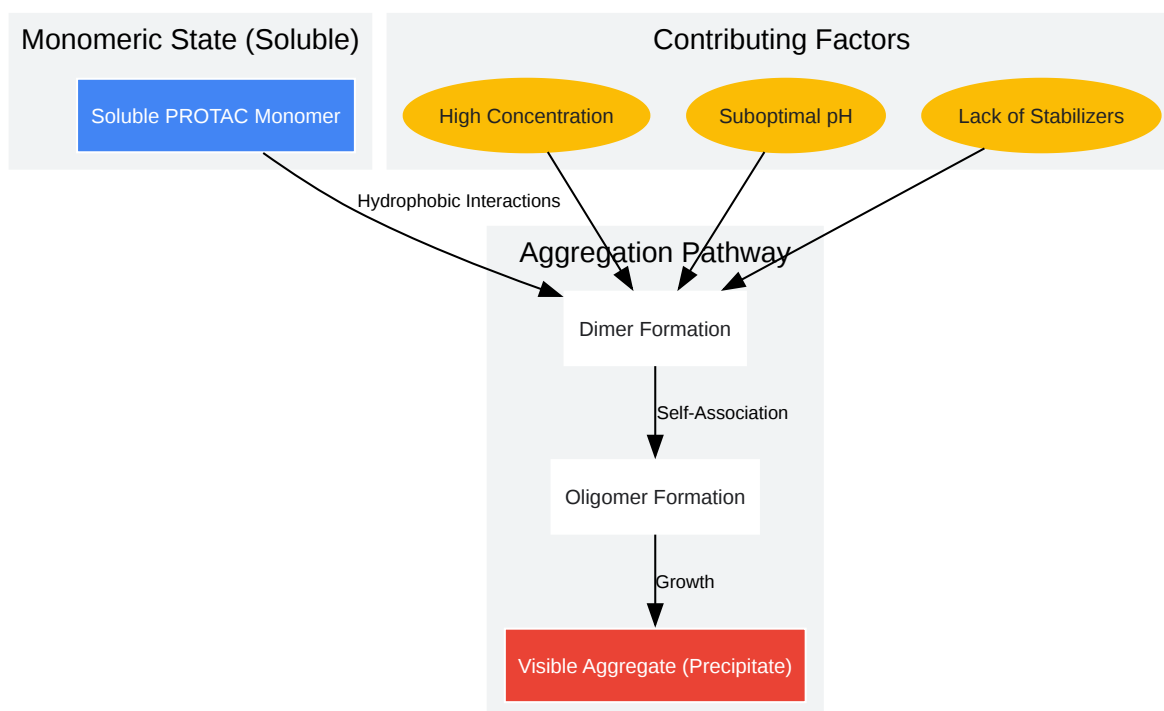 Monomeric State (Soluble)
Contributing Factors
Soluble PROTAC Monomer
High Concentration
Suboptimal pH
Lack of Stabilizers
Hydrophobic Interactions
Aggregation Pathway
Dimer Formation
Self-Association
Oligomer Formation
Growth
Visible Aggregate (Precipitate)